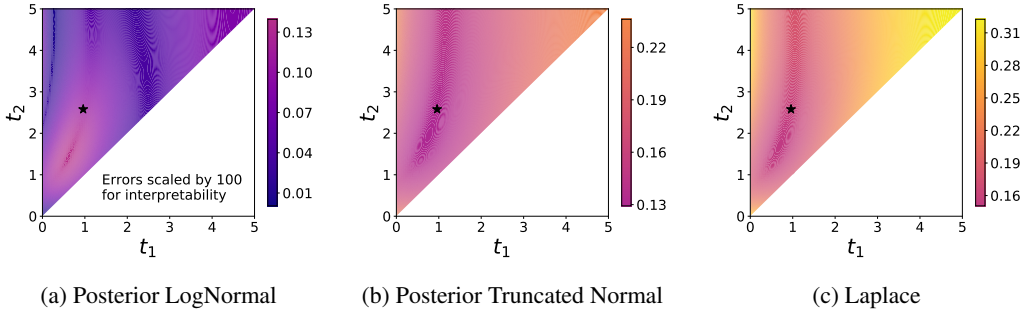 5
4
3
2
1
0
t2
0 1 2 3 4 5
t1
Errors scaled by 100
for interpretability
0.13
0.10
0.07
0.04
0.01
(a) Posterior LogNormal
5
4
3
2
1
0
t2
0 1 2 3 4 5
t1
0.22
0.19
0.16
0.13
(b) Posterior Truncated Normal
5
4
3
2
1
0
t2
0 1 2 3 4 5
t1
0.31
0.28
0.25
0.22
0.19
0.16
(c) Laplace